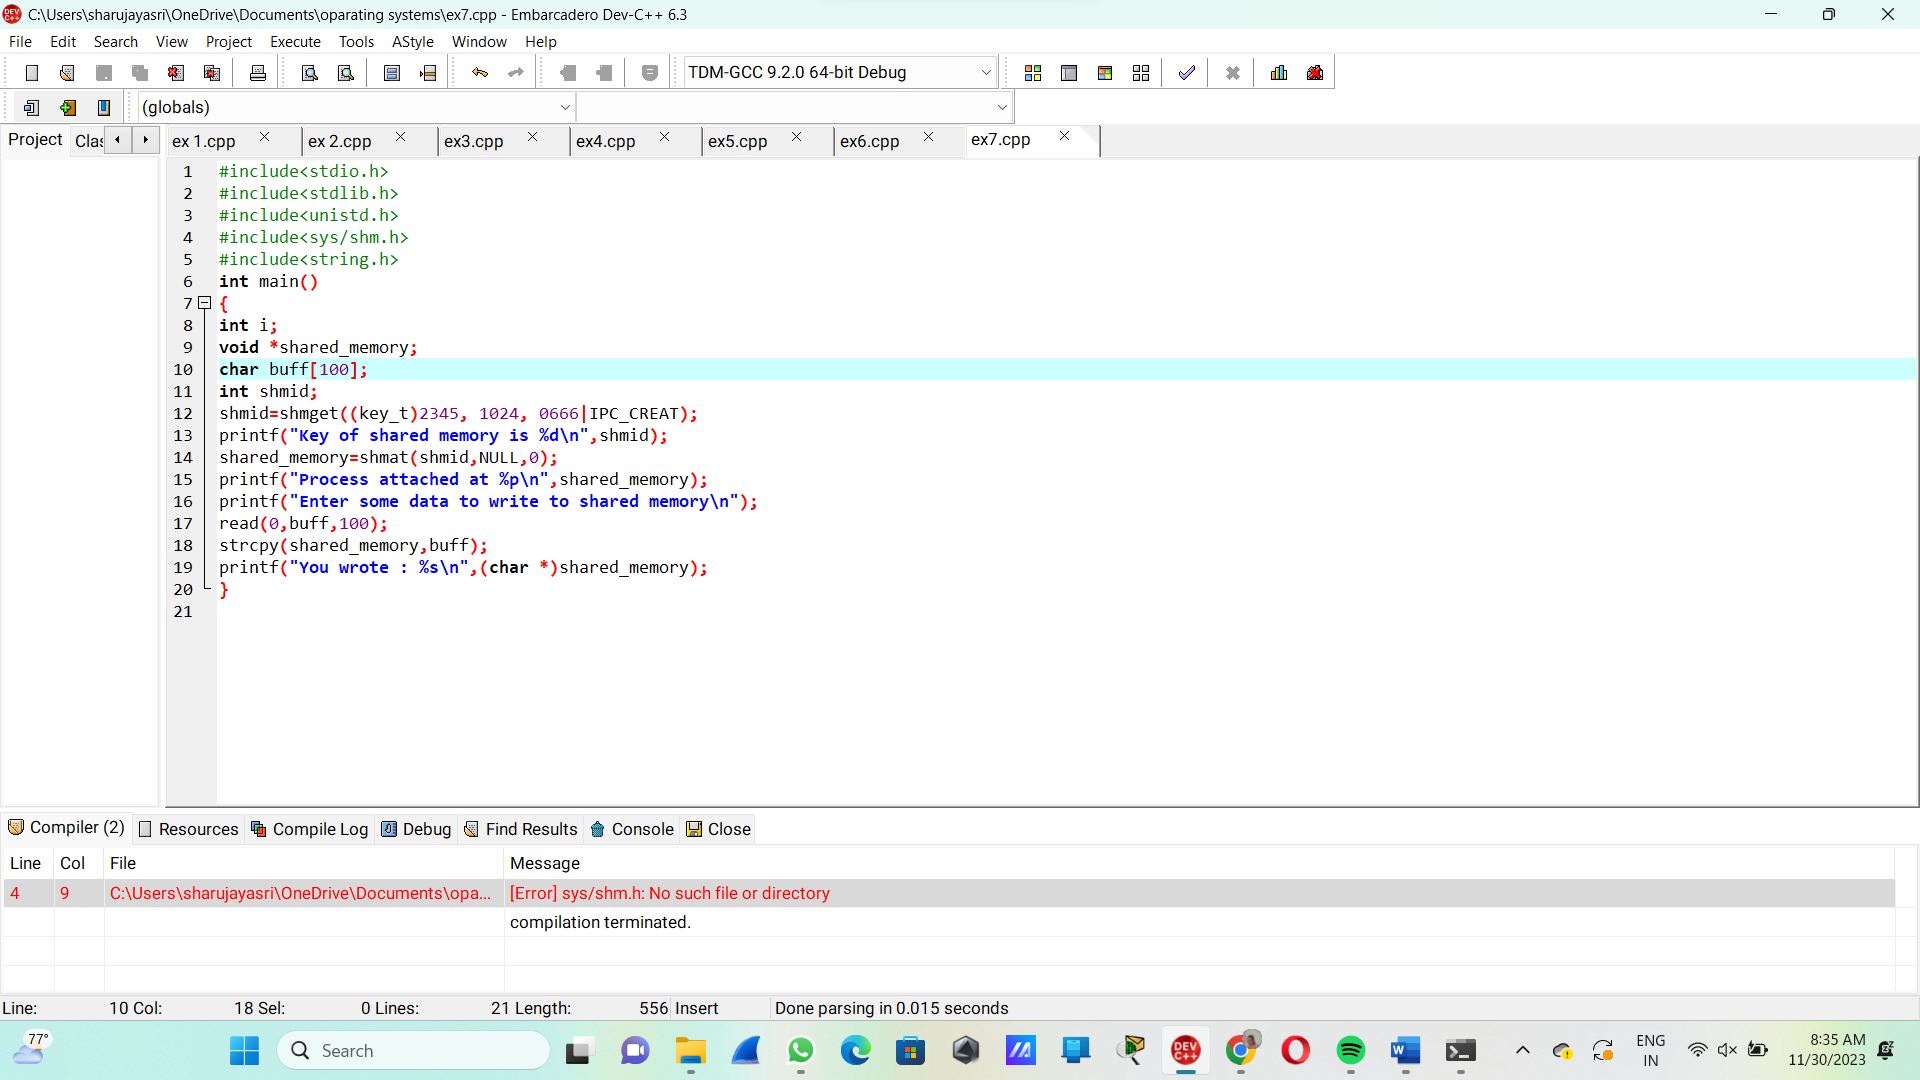 C:\Users\sharujayasri\OneDrive\Documents\oparating systems\ex7.cpp - Embarcadero Dev-C++ 6.3
File Edit Search View Project Execute Tools AStyle Window Help
TDM-GCC 9.2.0 64-bit Debug
(globals)
Project Clas ex 1.cpp ex 2.cpp ex3.cpp ex4.cpp ex5.cpp ex6.cpp ex7.cpp
1 #include<stdio.h>
2 #include<stdlib.h>
3 #include<unistd.h>
4 #include<sys/shm.h>
5 #include<string.h>
6 int main()
7 {
8 int i;
9 void *shared_memory;
10 char buff[100];
11 int shmid;
12 shmid=shmget((key_t)2345, 1024, 0666|IPC_CREAT);
13 printf("Key of shared memory is %d\n",shmid);
14 shared_memory=shmat(shmid,NULL,0);
15 printf("Process attached at %p\n",shared_memory);
16 printf("Enter some data to write to shared memory\n");
17 read(0,buff,100);
18 strcpy(shared_memory,buff);
19 printf("You wrote : %s\n",(char *)shared_memory);
20 }
21
Compiler (2) Resources Compile Log Debug Find Results Console Close
Line Col File Message
4 9 C:\Users\sharujayasri\OneDrive\Documents\opa... [Error] sys/shm.h: No such file or directory
compilation terminated.
Line: 10 Col: 18 Sel: 0 Lines: 21 Length: 556 Insert Done parsing in 0.015 seconds
77°
Search
DEV C++
ENG
IN
8:35 AM
11/30/2023